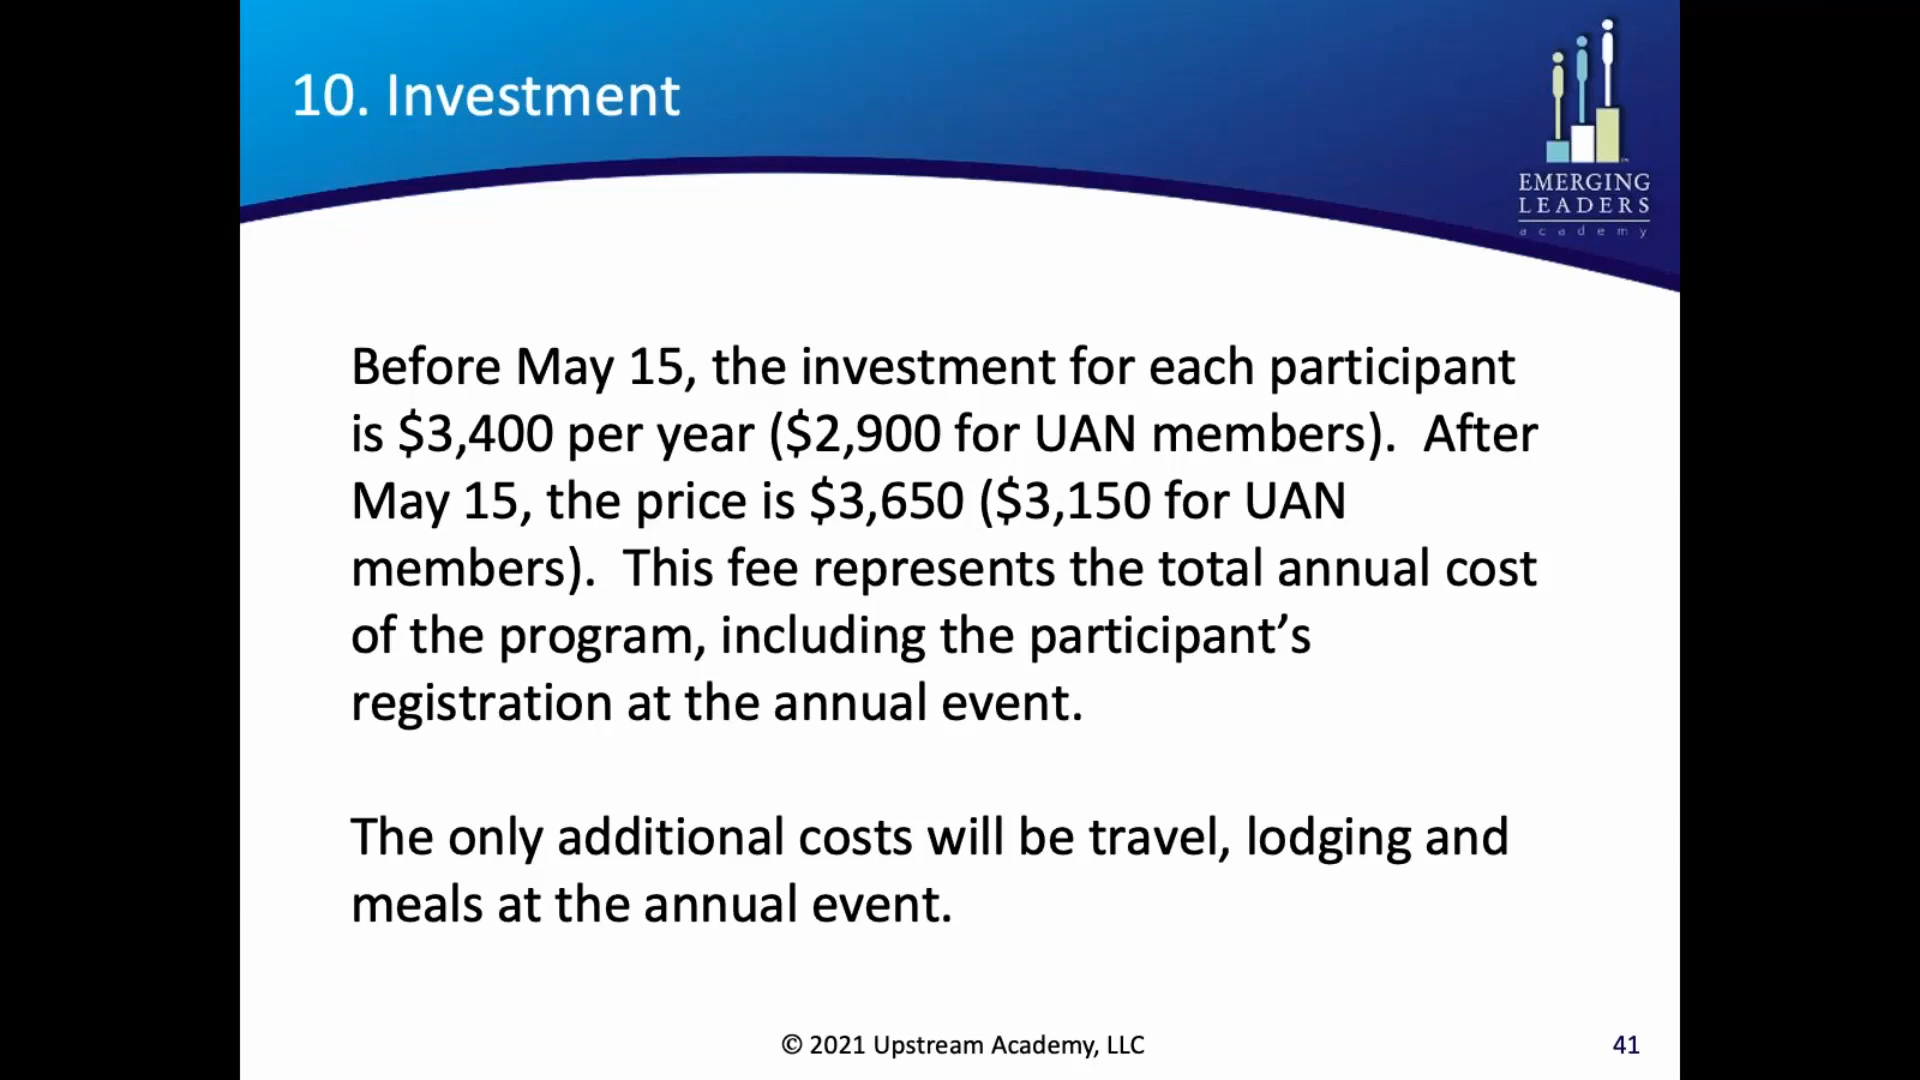 10. Investment
EMERGING
LEADERS
academy
Before May 15, the investment for each participant
is $3,400 per year ($2,900 for UAN members).  After
May 15, the price is $3,650 ($3,150 for UAN
members).  This fee represents the total annual cost
of the program, including the participant’s
registration at the annual event.
The only additional costs will be travel, lodging and
meals at the annual event.
© 2021 Upstream Academy, LLC
41